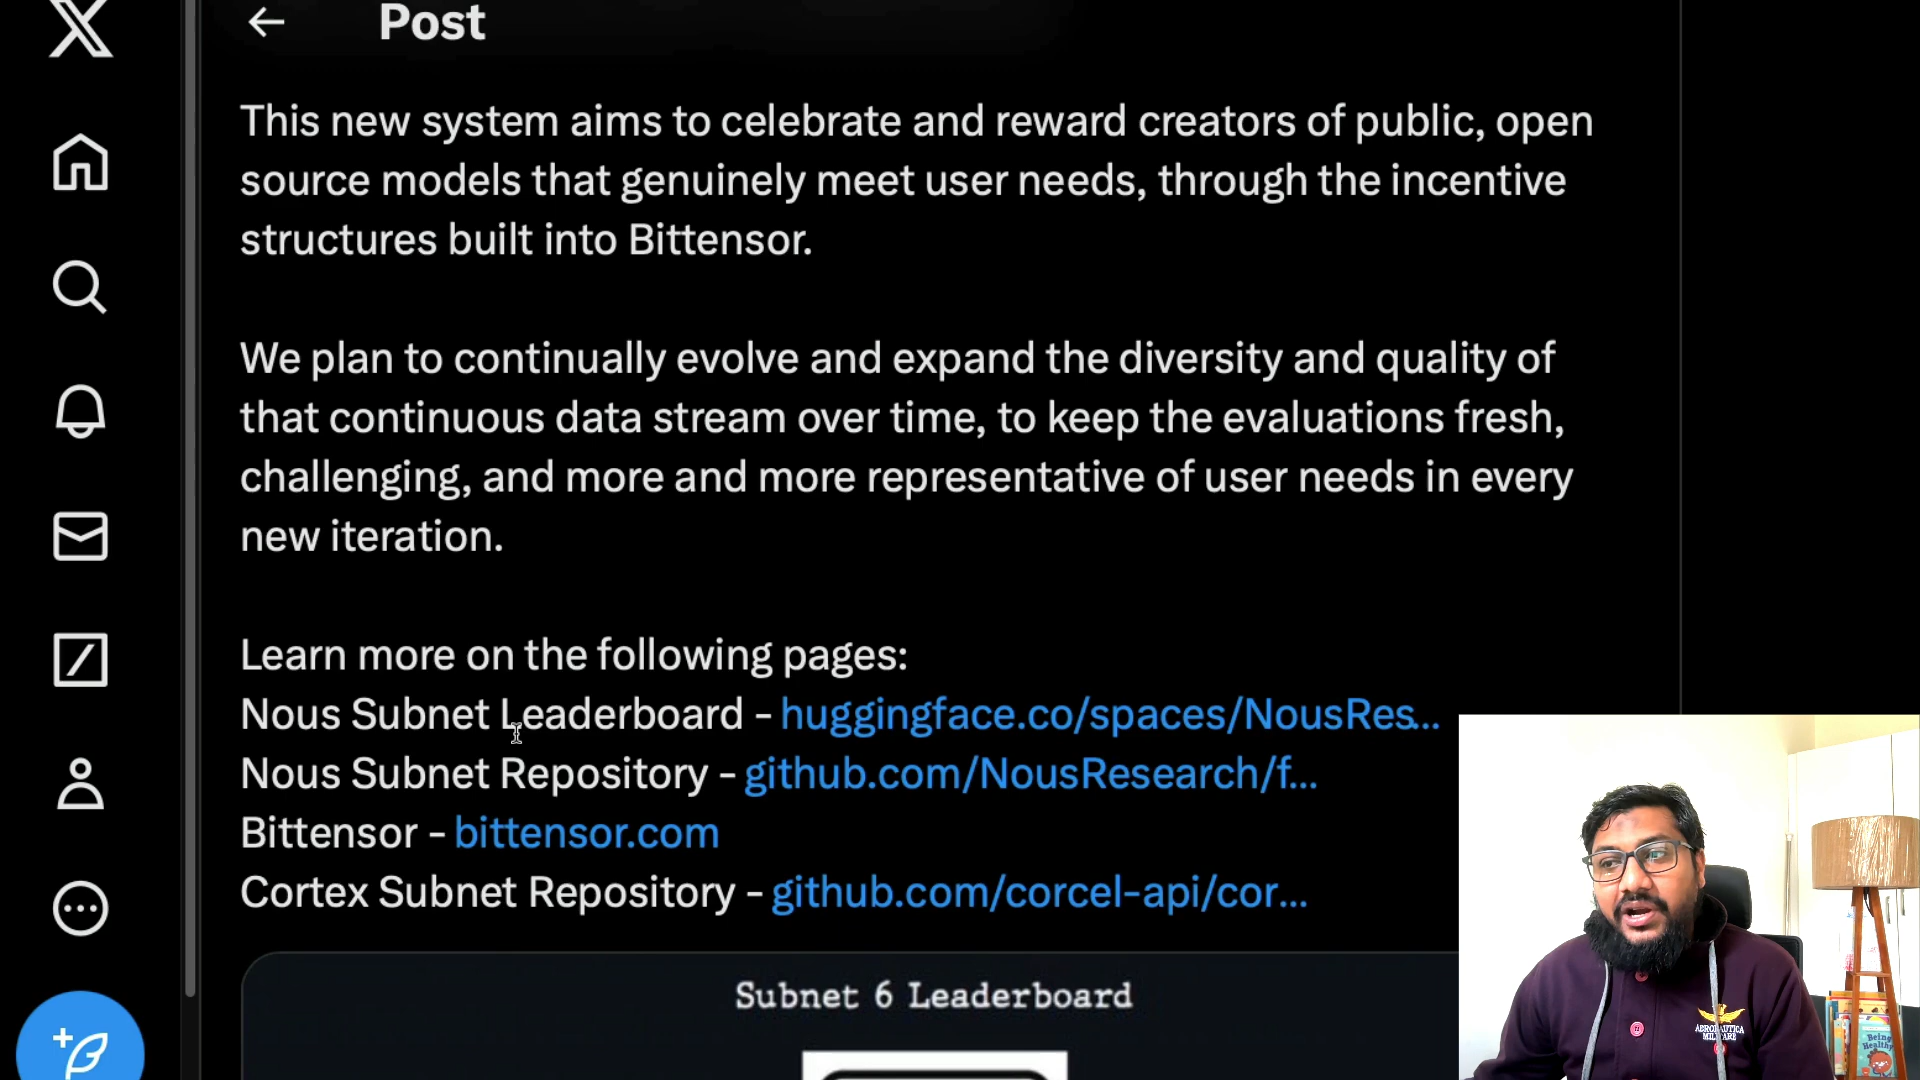 Post
This new system aims to celebrate and reward creators of public, open
source models that genuinely meet user needs, through the incentive
structures built into Bittensor.
We plan to continually evolve and expand the diversity and quality of
that continuous data stream over time, to keep the evaluations fresh,
challenging, and more and more representative of user needs in every
new iteration.
Learn more on the following pages:
Nous Subnet Leaderboard - huggingface.co/spaces/NousRes...
Nous Subnet Repository - github.com/NousResearch/f...
Bittensor - bittensor.com
Cortex Subnet Repository - github.com/corcel-api/cor...
Subnet 6 Leaderboard
AERONAUTICA
MILITARE
Being
Healthy